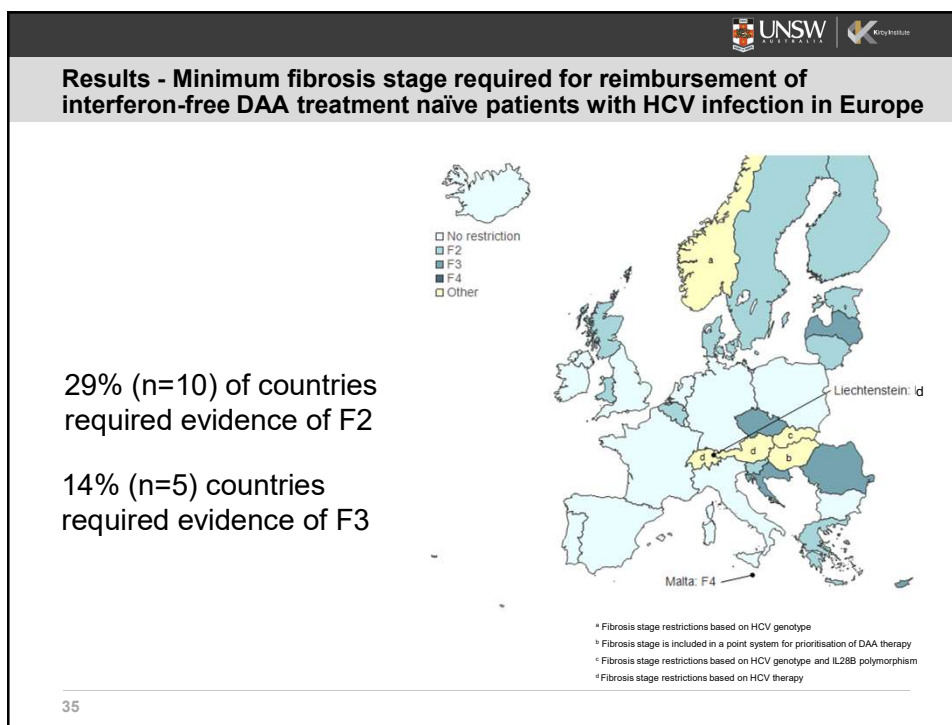 UNSW
AUSTRALIA
Kirby Institute
Results - Minimum fibrosis stage required for reimbursement of
interferon-free DAA treatment naïve patients with HCV infection in Europe
No restriction
F2
F3
F4
Other
a
29% (n=10) of countries
required evidence of F2
14% (n=5) countries
required evidence of F3
Liechtenstein: d
c
d
d
b
Malta: F4
a Fibrosis stage restrictions based on HCV genotype
b Fibrosis stage is included in a point system for prioritisation of DAA therapy
c Fibrosis stage restrictions based on HCV genotype and IL28B polymorphism
d Fibrosis stage restrictions based on HCV therapy
35